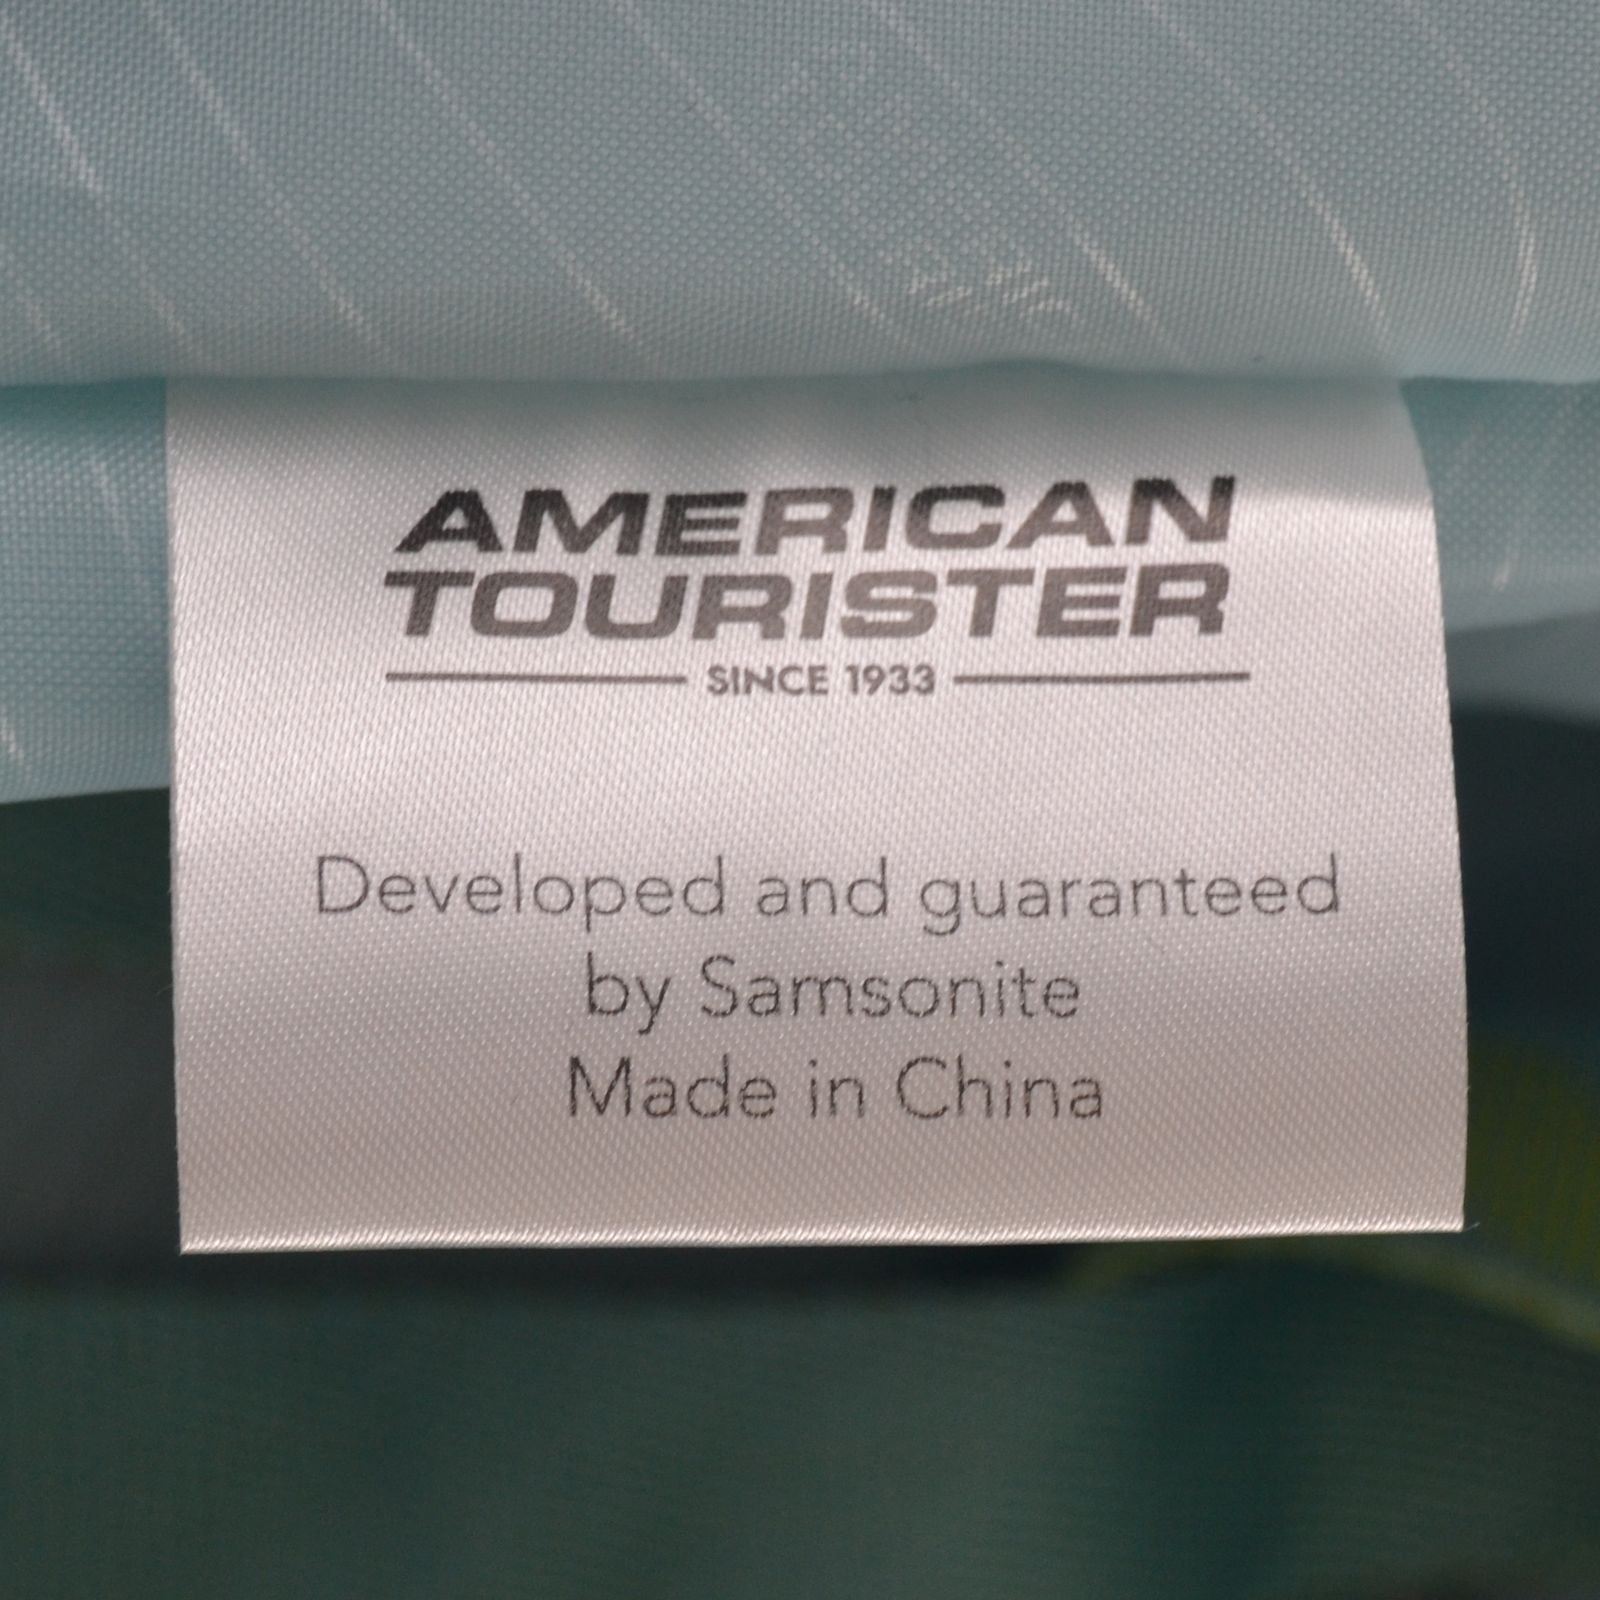 AMERICAN
TOURISTER
SINCE 1933
Developed and guaranteed
by Samsonite
Made in China